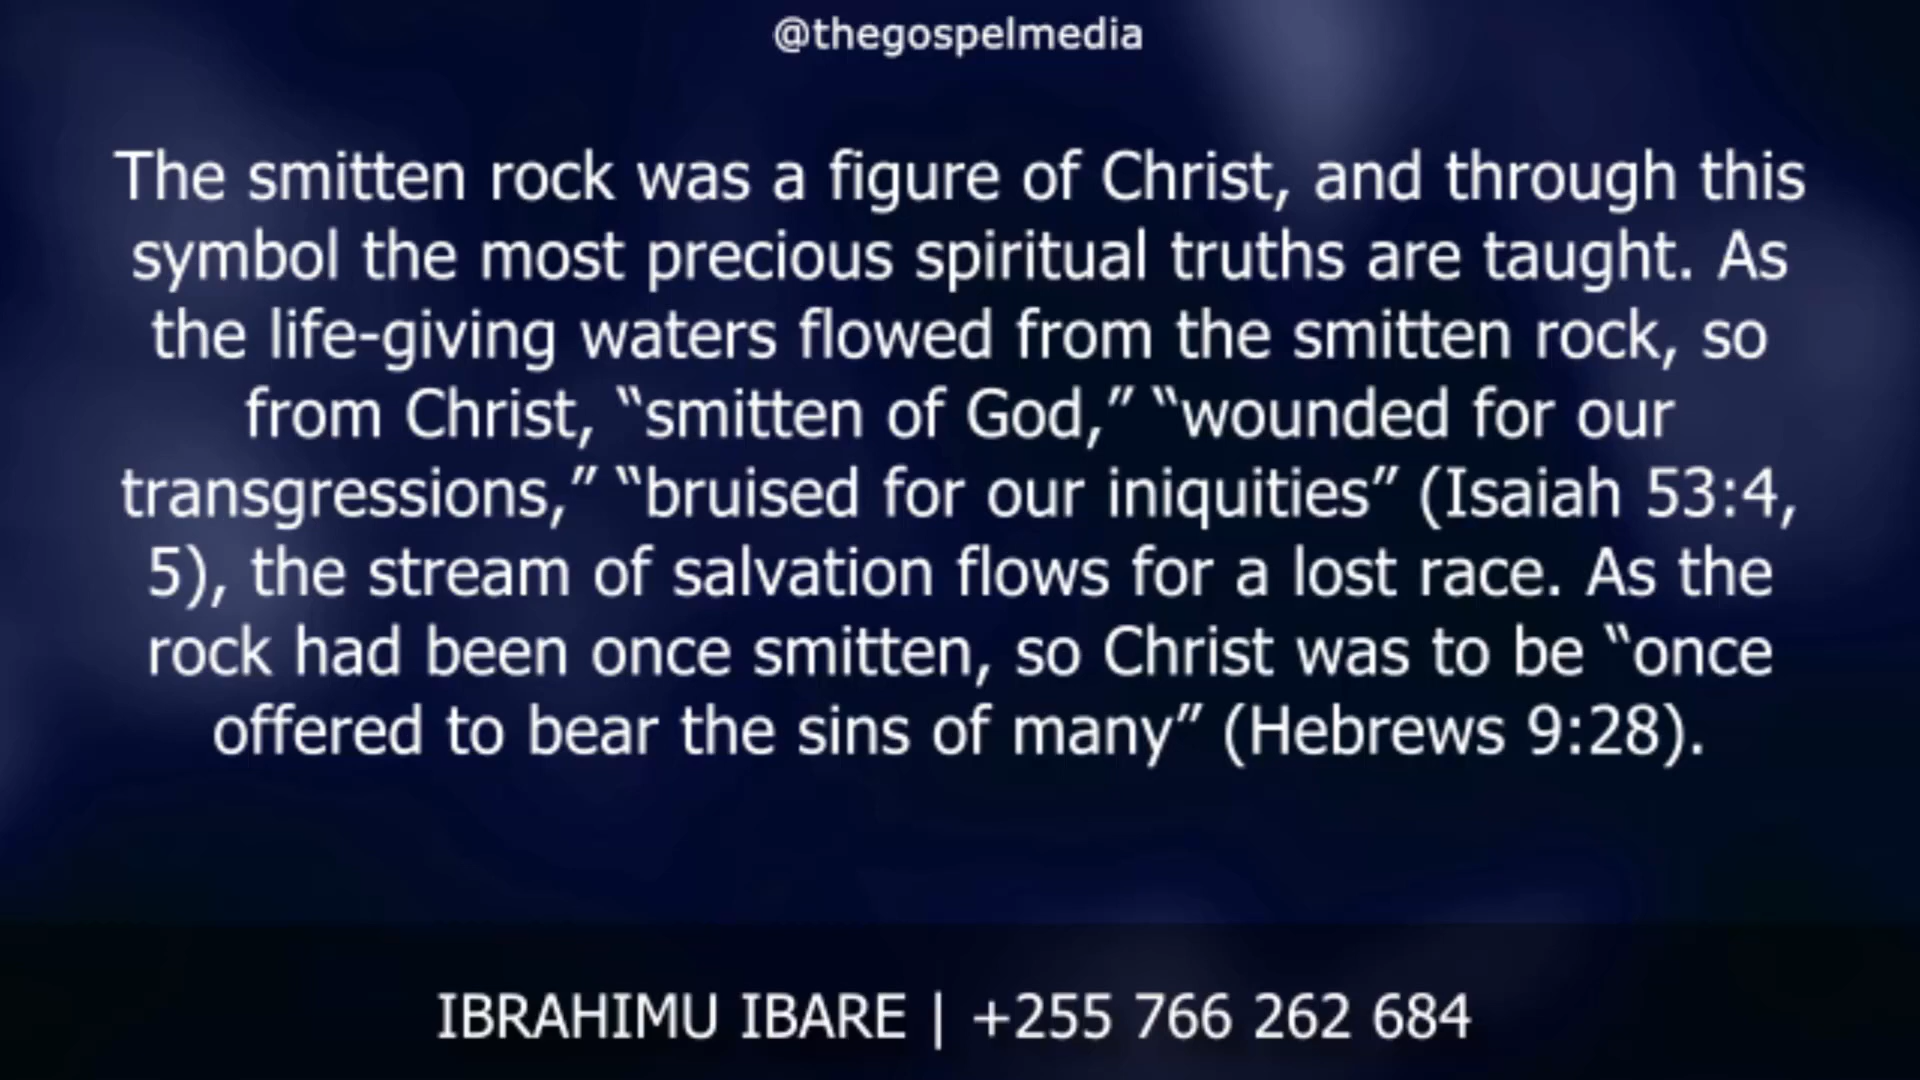 @thegospelmedia
The smitten rock was a figure of Christ, and through this
symbol the most precious spiritual truths are taught. As
the life-giving waters flowed from the smitten rock, so
from Christ, “smitten of God,” “wounded for our
transgressions,” “bruised for our iniquities” (Isaiah 53:4,
5), the stream of salvation flows for a lost race. As the
rock had been once smitten, so Christ was to be “once
offered to bear the sins of many” (Hebrews 9:28).
IBRAHIMU IBARE | +255 766 262 684